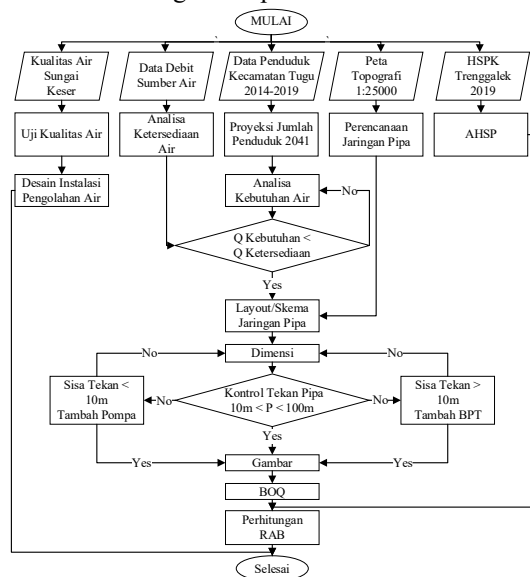 MULAI
Kualitas Air
Sungai
Keser
Data Debit
Sumber Air
Data Penduduk
Kecamatan Tugu
2014-2019
Peta
Topografi
1:25000
HSPK
Trenggalek
2019
Uji Kualitas Air
Analisa
Ketersediaan
Air
Proyeksi Jumlah
Penduduk 2041
Perencanaan
Jaringan Pipa
AHSP
Desain Instalasi
Pengolahan Air
Analisa
Kebutuhan Air
No
Q Kebutuhan <
Q Ketersediaan
Yes
Layout/Skema
Jaringan Pipa
No
Dimensi
No
Sisa Tekan <
10m
Tambah Pompa
No
Kontrol Tekan Pipa
10m < P < 100m
No
Sisa Tekan >
10m
Tambah BPT
Yes
Yes
Gambar
Yes
BOQ
Perhitungan
RAB
Selesai